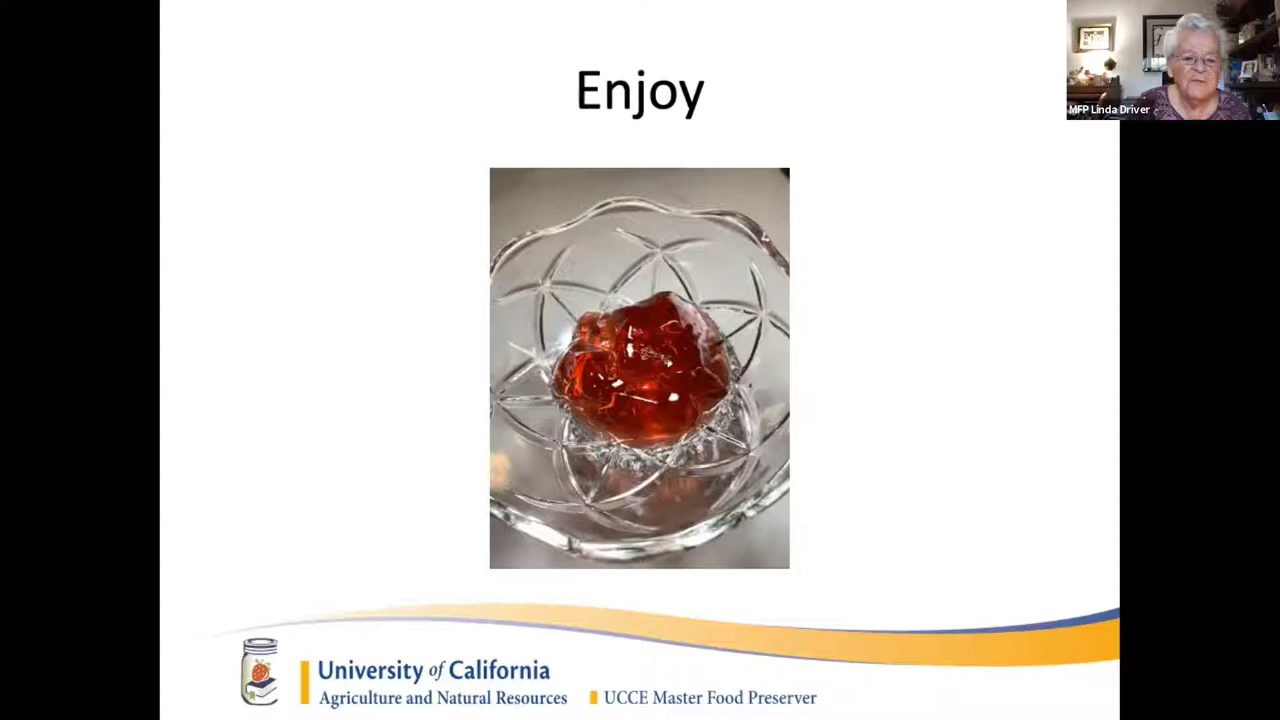 Enjoy
MFP Linda Driver
University of California
Agriculture and Natural Resources
UCCE Master Food Preserver